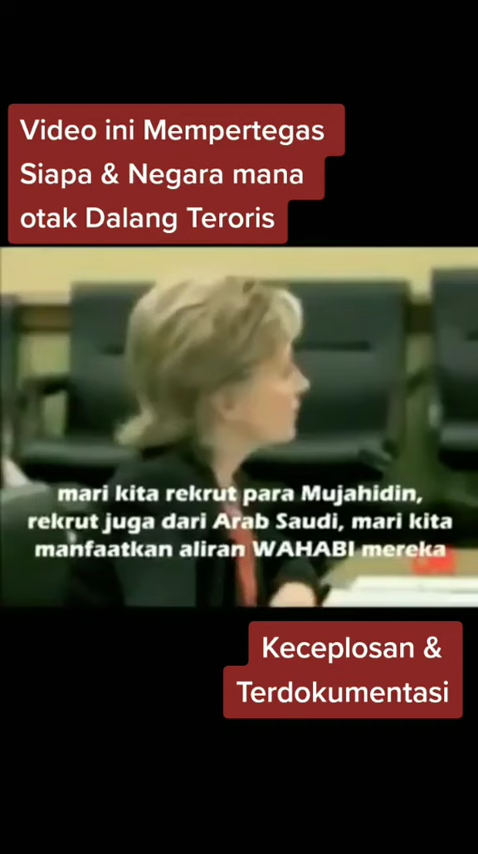 Video ini Mempertegas
Siapa & Negara mana
otak Dalang Teroris
mari kita rekrut para Mujahidin,
rekrut juga dari Arab Saudi, mari kita
manfaatkan aliran WAHABI mereka
Keceplosan &
Terdokumentasi